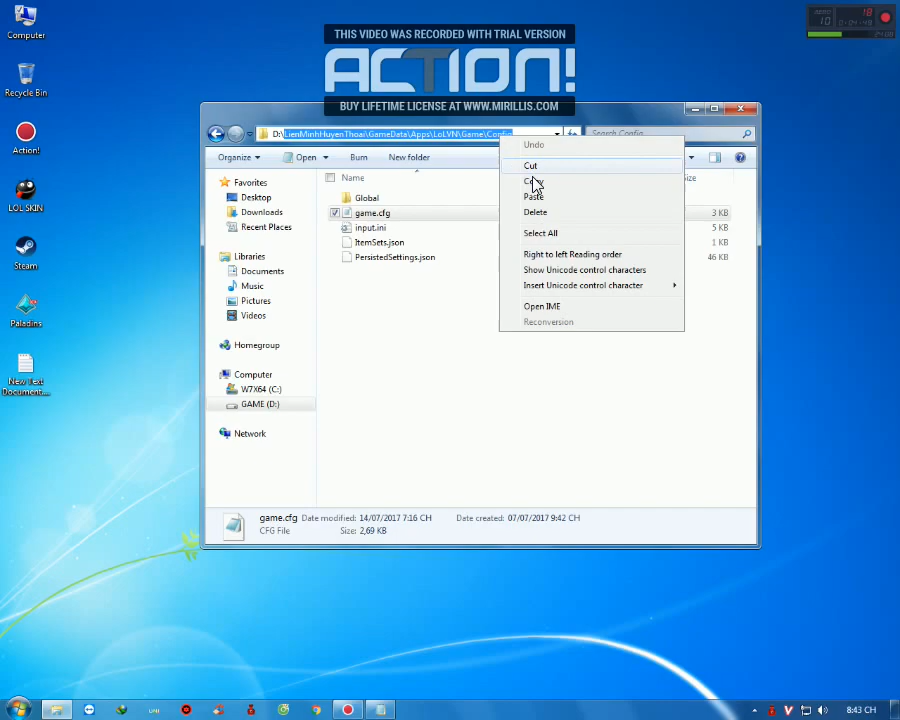 Computer
Recycle Bin
Action!
LOL SKIN
Steam
Paladins
New Text
Document....
THIS VIDEO WAS RECORDED WITH TRIAL VERSION
ACTION!
BUY LIFETIME LICENSE AT WWW.MIRILLIS.COM
18
10
D:\LienMinhHuyenThoai\GameData\Apps\LoLVN\Game\Config
Search Config
Organize
Open
Burn
New folder
Favorites
Desktop
Downloads
Recent Places
Libraries
Documents
Music
Pictures
Videos
Homegroup
Computer
W7X64 (C:)
GAME (D:)
Network
Name
Size
Global
game.cfg
3 KB
input.ini
5 KB
ItemSets.json
1 KB
PersistedSettings.json
46 KB
Undo
Cut
Paste
Delete
Select All
Right to left Reading order
Show Unicode control characters
Insert Unicode control character
Open IME
Reconversion
game.cfg Date modified: 14/07/2017 7:16 CH Date created: 07/07/2017 9:42 CH
CFG File Size: 2,69 KB
8:43 CH